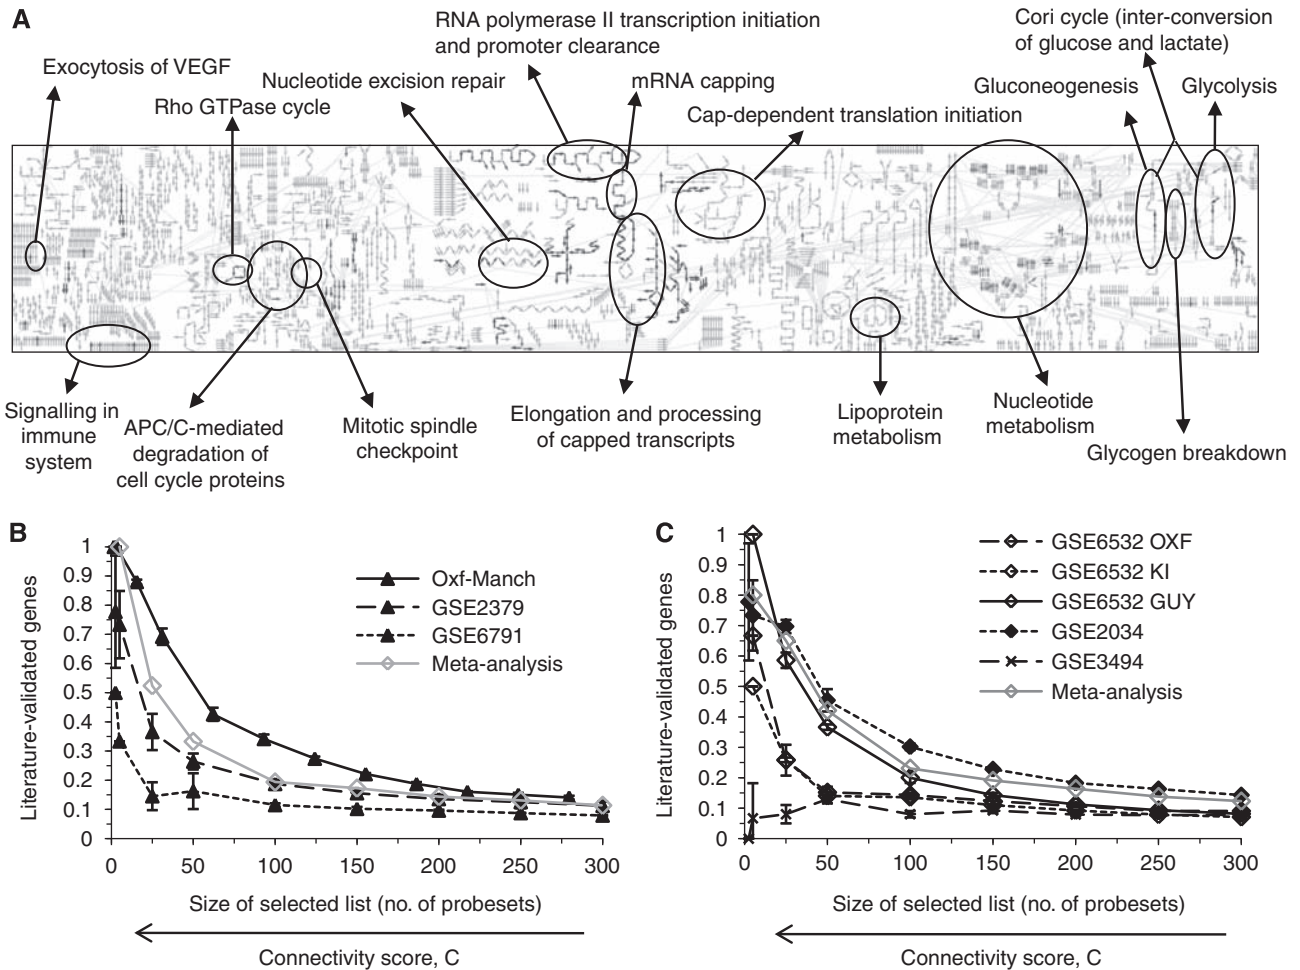 A
RNA polymerase II transcription initiation
and promoter clearance
Cori cycle (inter-conversion
of glucose and lactate)
Exocytosis of VEGF
Nucleotide excision repair
mRNA capping
Gluconeogenesis
Glycolysis
Rho GTPase cycle
Cap-dependent translation initiation
Signalling in
immune
system
APC/C-mediated
degradation of
cell cycle proteins
Mitotic spindle
checkpoint
Elongation and processing
of capped transcripts
Lipoprotein
metabolism
Nucleotide
metabolism
Glycogen breakdown
B
Literature-validated genes
1
0.9
0.8
0.7
0.6
0.5
0.4
0.3
0.2
0.1
0
0 50 100 150 200 250 300
Oxf-Manch
GSE2379
GSE6791
Meta-analysis
Size of selected list (no. of probesets)
Connectivity score, C
C
Literature-validated genes
1
0.9
0.8
0.7
0.6
0.5
0.4
0.3
0.2
0.1
0
0 50 100 150 200 250 300
GSE6532 OXF
GSE6532 KI
GSE6532 GUY
GSE2034
GSE3494
Meta-analysis
Size of selected list (no. of probesets)
Connectivity score, C